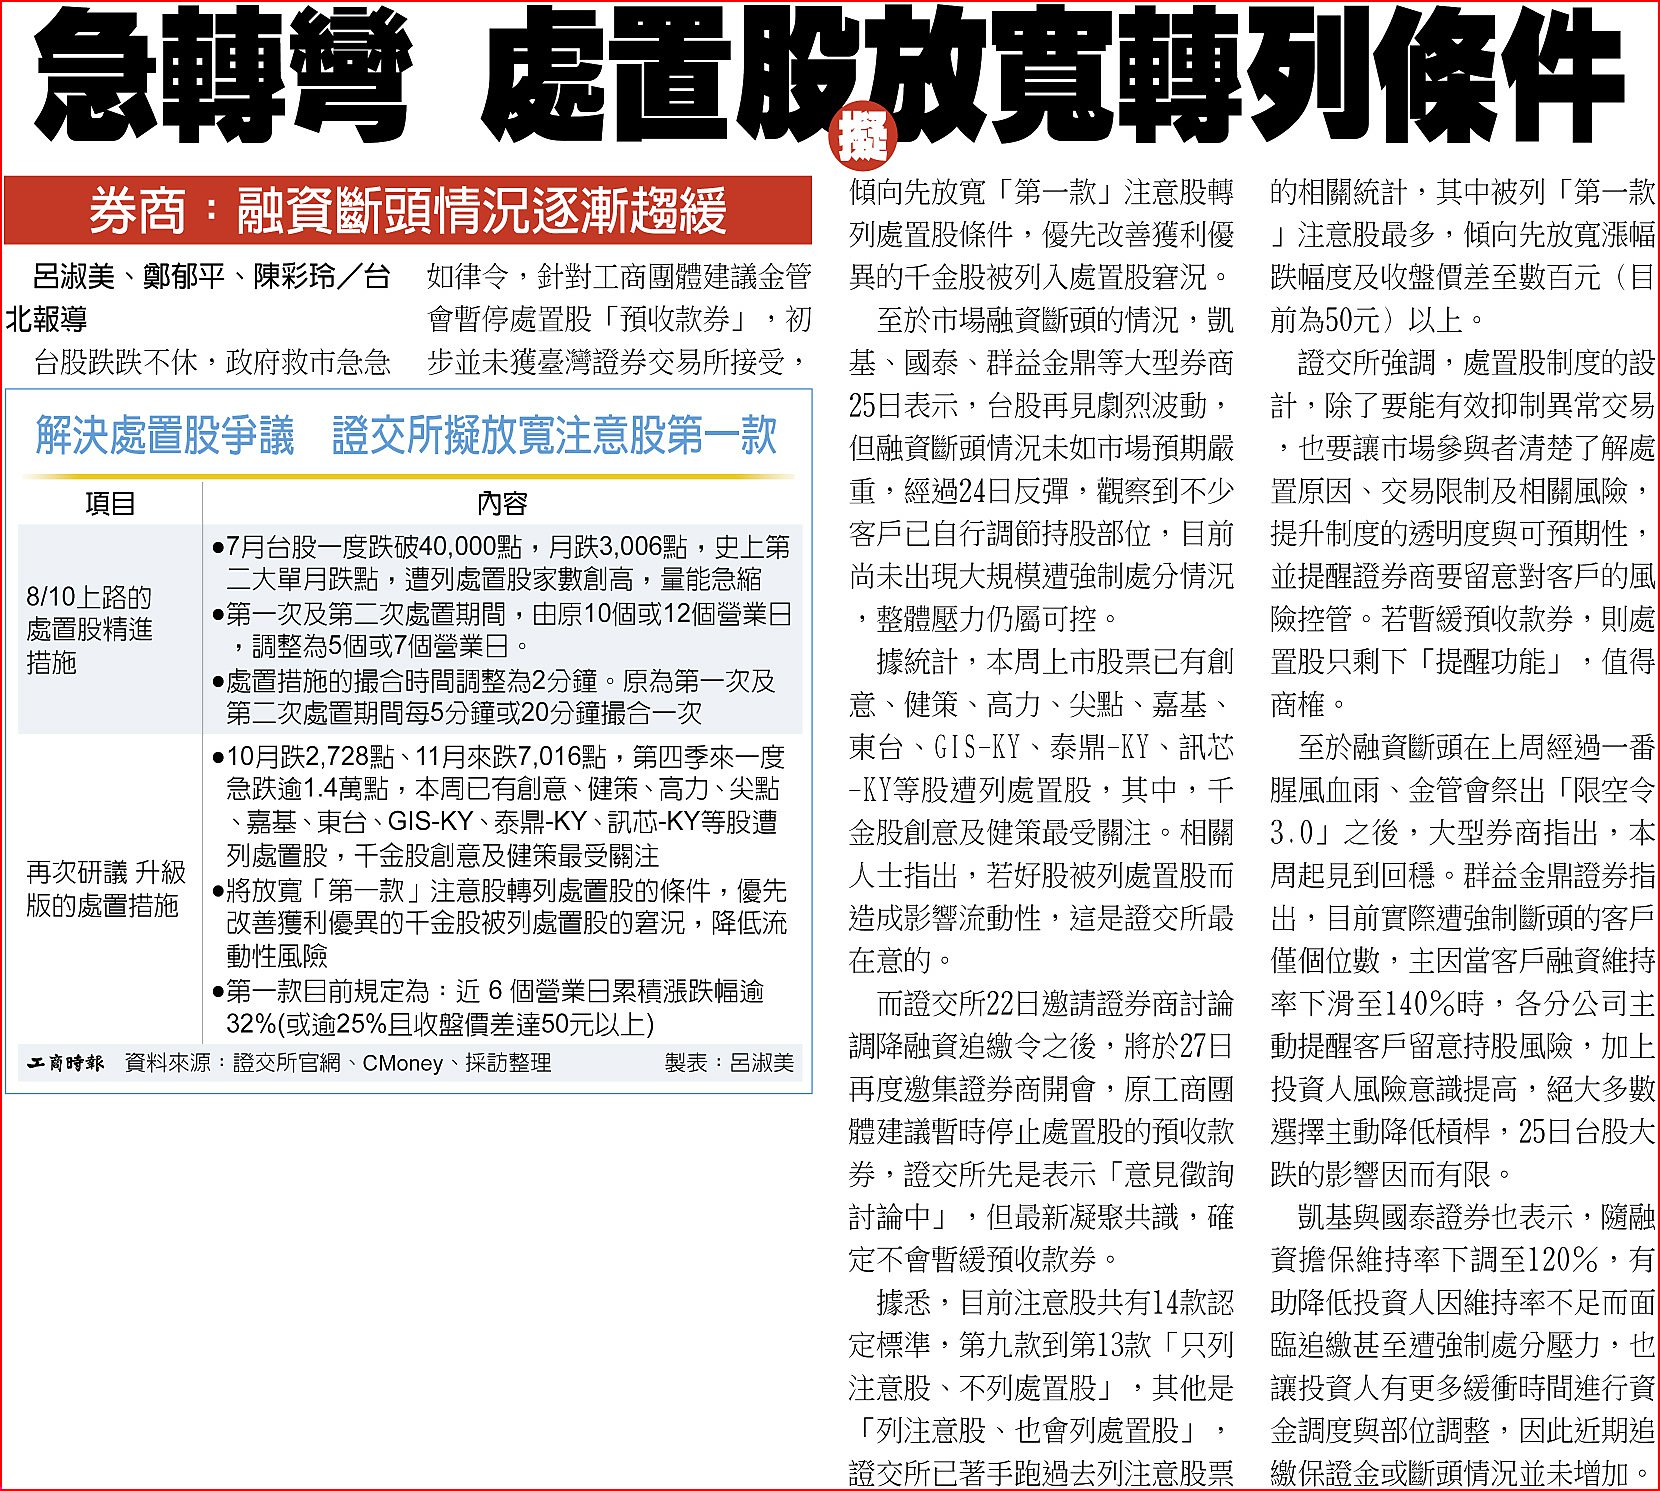 急轉彎 處置股擬放寬轉列條件
券商：融資斷頭情況逐漸趨緩
呂淑美、鄭郁平、陳彩玲／台
北報導
台股跌跌不休，政府救市急急
如律令，針對工商團體建議金管
會暫停處置股「預收款券」，初
步並未獲臺灣證券交易所接受，
傾向先放寬「第一款」注意股轉
列處置股條件，優先改善獲利優
異的千金股被列入處置股窘況。
至於市場融資斷頭的情況，凱
基、國泰、群益金鼎等大型券商
25日表示，台股再見劇烈波動，
但融資斷頭情況未如市場預期嚴
重，經過24日反彈，觀察到不少
客戶已自行調節持股部位，目前
尚未出現大規模遭強制處分情況
，整體壓力仍屬可控。
據統計，本周上市股票已有創
意、健策、高力、尖點、嘉基、
東台、GIS-KY、泰鼎-KY、訊芯
-KY等股遭列處置股，其中，千
金股創意及健策最受關注。相關
人士指出，若好股被列處置股而
造成影響流動性，這是證交所最
在意的。
而證交所22日邀請證券商討論
調降融資追繳令之後，將於27日
再度邀集證券商開會，原工商團
體建議暫時停止處置股的預收款
券，證交所先是表示「意見徵詢
討論中」，但最新凝聚共識，確
定不會暫緩預收款券。
據悉，目前注意股共有14款認
定標準，第九款到第13款「只列
注意股、不列處置股」，其他是
「列注意股、也會列處置股」，
證交所已著手跑過去列注意股票
的相關統計，其中被列「第一款
」注意股最多，傾向先放寬漲幅
跌幅度及收盤價差至數百元（目
前為50元）以上。
證交所強調，處置股制度的設
計，除了要能有效抑制異常交易
，也要讓市場參與者清楚了解處
置原因、交易限制及相關風險，
提升制度的透明度與可預期性，
並提醒證券商要留意對客戶的風
險控管。若暫緩預收款券，則處
置股只剩下「提醒功能」，值得
商榷。
至於融資斷頭在上周經過一番
腥風血雨、金管會祭出「限空令
3.0」之後，大型券商指出，本
周起見到回穩。群益金鼎證券指
出，目前實際遭強制斷頭的客戶
僅個位數，主因當客戶融資維持
率下滑至140％時，各分公司主
動提醒客戶留意持股風險，加上
投資人風險意識提高，絕大多數
選擇主動降低槓桿，25日台股大
跌的影響因而有限。
凱基與國泰證券也表示，隨融
資擔保維持率下調至120％，有
助降低投資人因維持率不足而面
臨追繳甚至遭強制處分壓力，也
讓投資人有更多緩衝時間進行資
金調度與部位調整，因此近期追
繳保證金或斷頭情況並未增加。
解決處置股爭議 證交所擬放寬注意股第一款
項目 內容
8/10上路的
處置股精進
措施
●7月台股一度跌破40,000點，月跌3,006點，史上第
二大單月跌點，遭列處置股家數創高，量能急縮
●第一次及第二次處置期間，由原10個或12個營業日
，調整為5個或7個營業日。
●處置措施的撮合時間調整為2分鐘。原為第一次及
第二次處置期間每5分鐘或20分鐘撮合一次
再次研議 升級
版的處置措施
●10月跌2,728點、11月來跌7,016點，第四季來一度
急跌逾1.4萬點，本周已有創意、健策、高力、尖點
、嘉基、東台、GIS-KY、泰鼎-KY、訊芯-KY等股遭
列處置股，千金股創意及健策最受關注
●將放寬「第一款」注意股轉列處置股的條件，優先
改善獲利優異的千金股被列處置股的窘況，降低流
動性風險
●第一款目前規定為：近 6 個營業日累積漲跌幅逾
32%(或逾25%且收盤價差達50元以上)
工商時報 資料來源：證交所官網、CMoney、採訪整理 製表：呂淑美